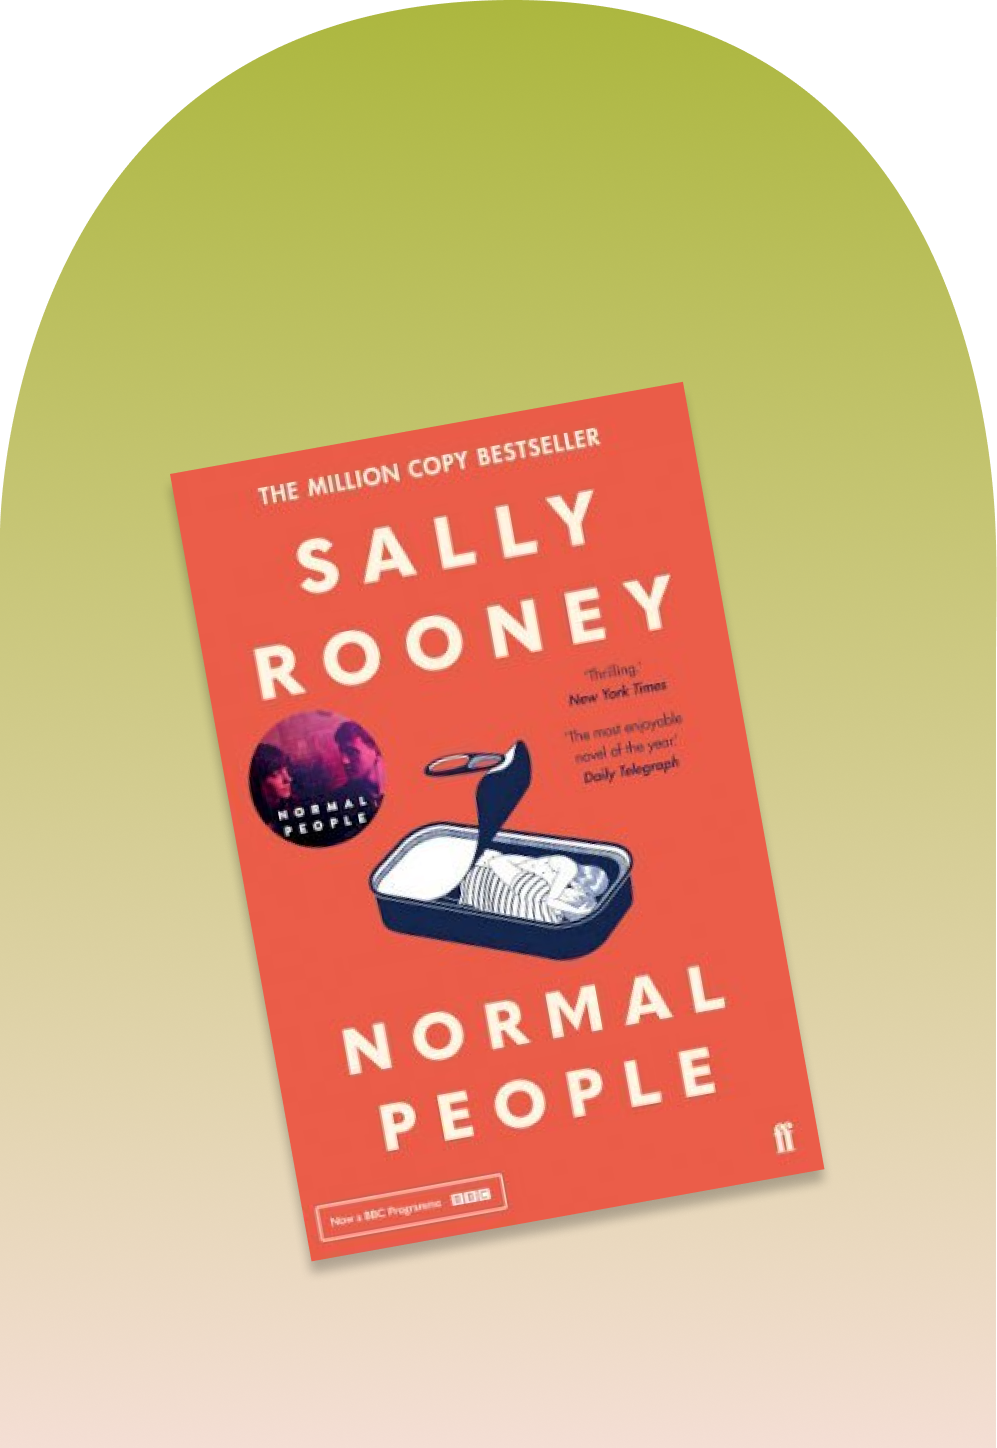 THE MILLION COPY BESTSELLER
SALLY
ROONEY
'Thrilling.'
New York Times
'The most enjoyable
novel of the year.'
Daily Telegraph
NORMAL
PEOPLE
NORMAL
PEOPLE
Now a BBC Programme BBC
ff